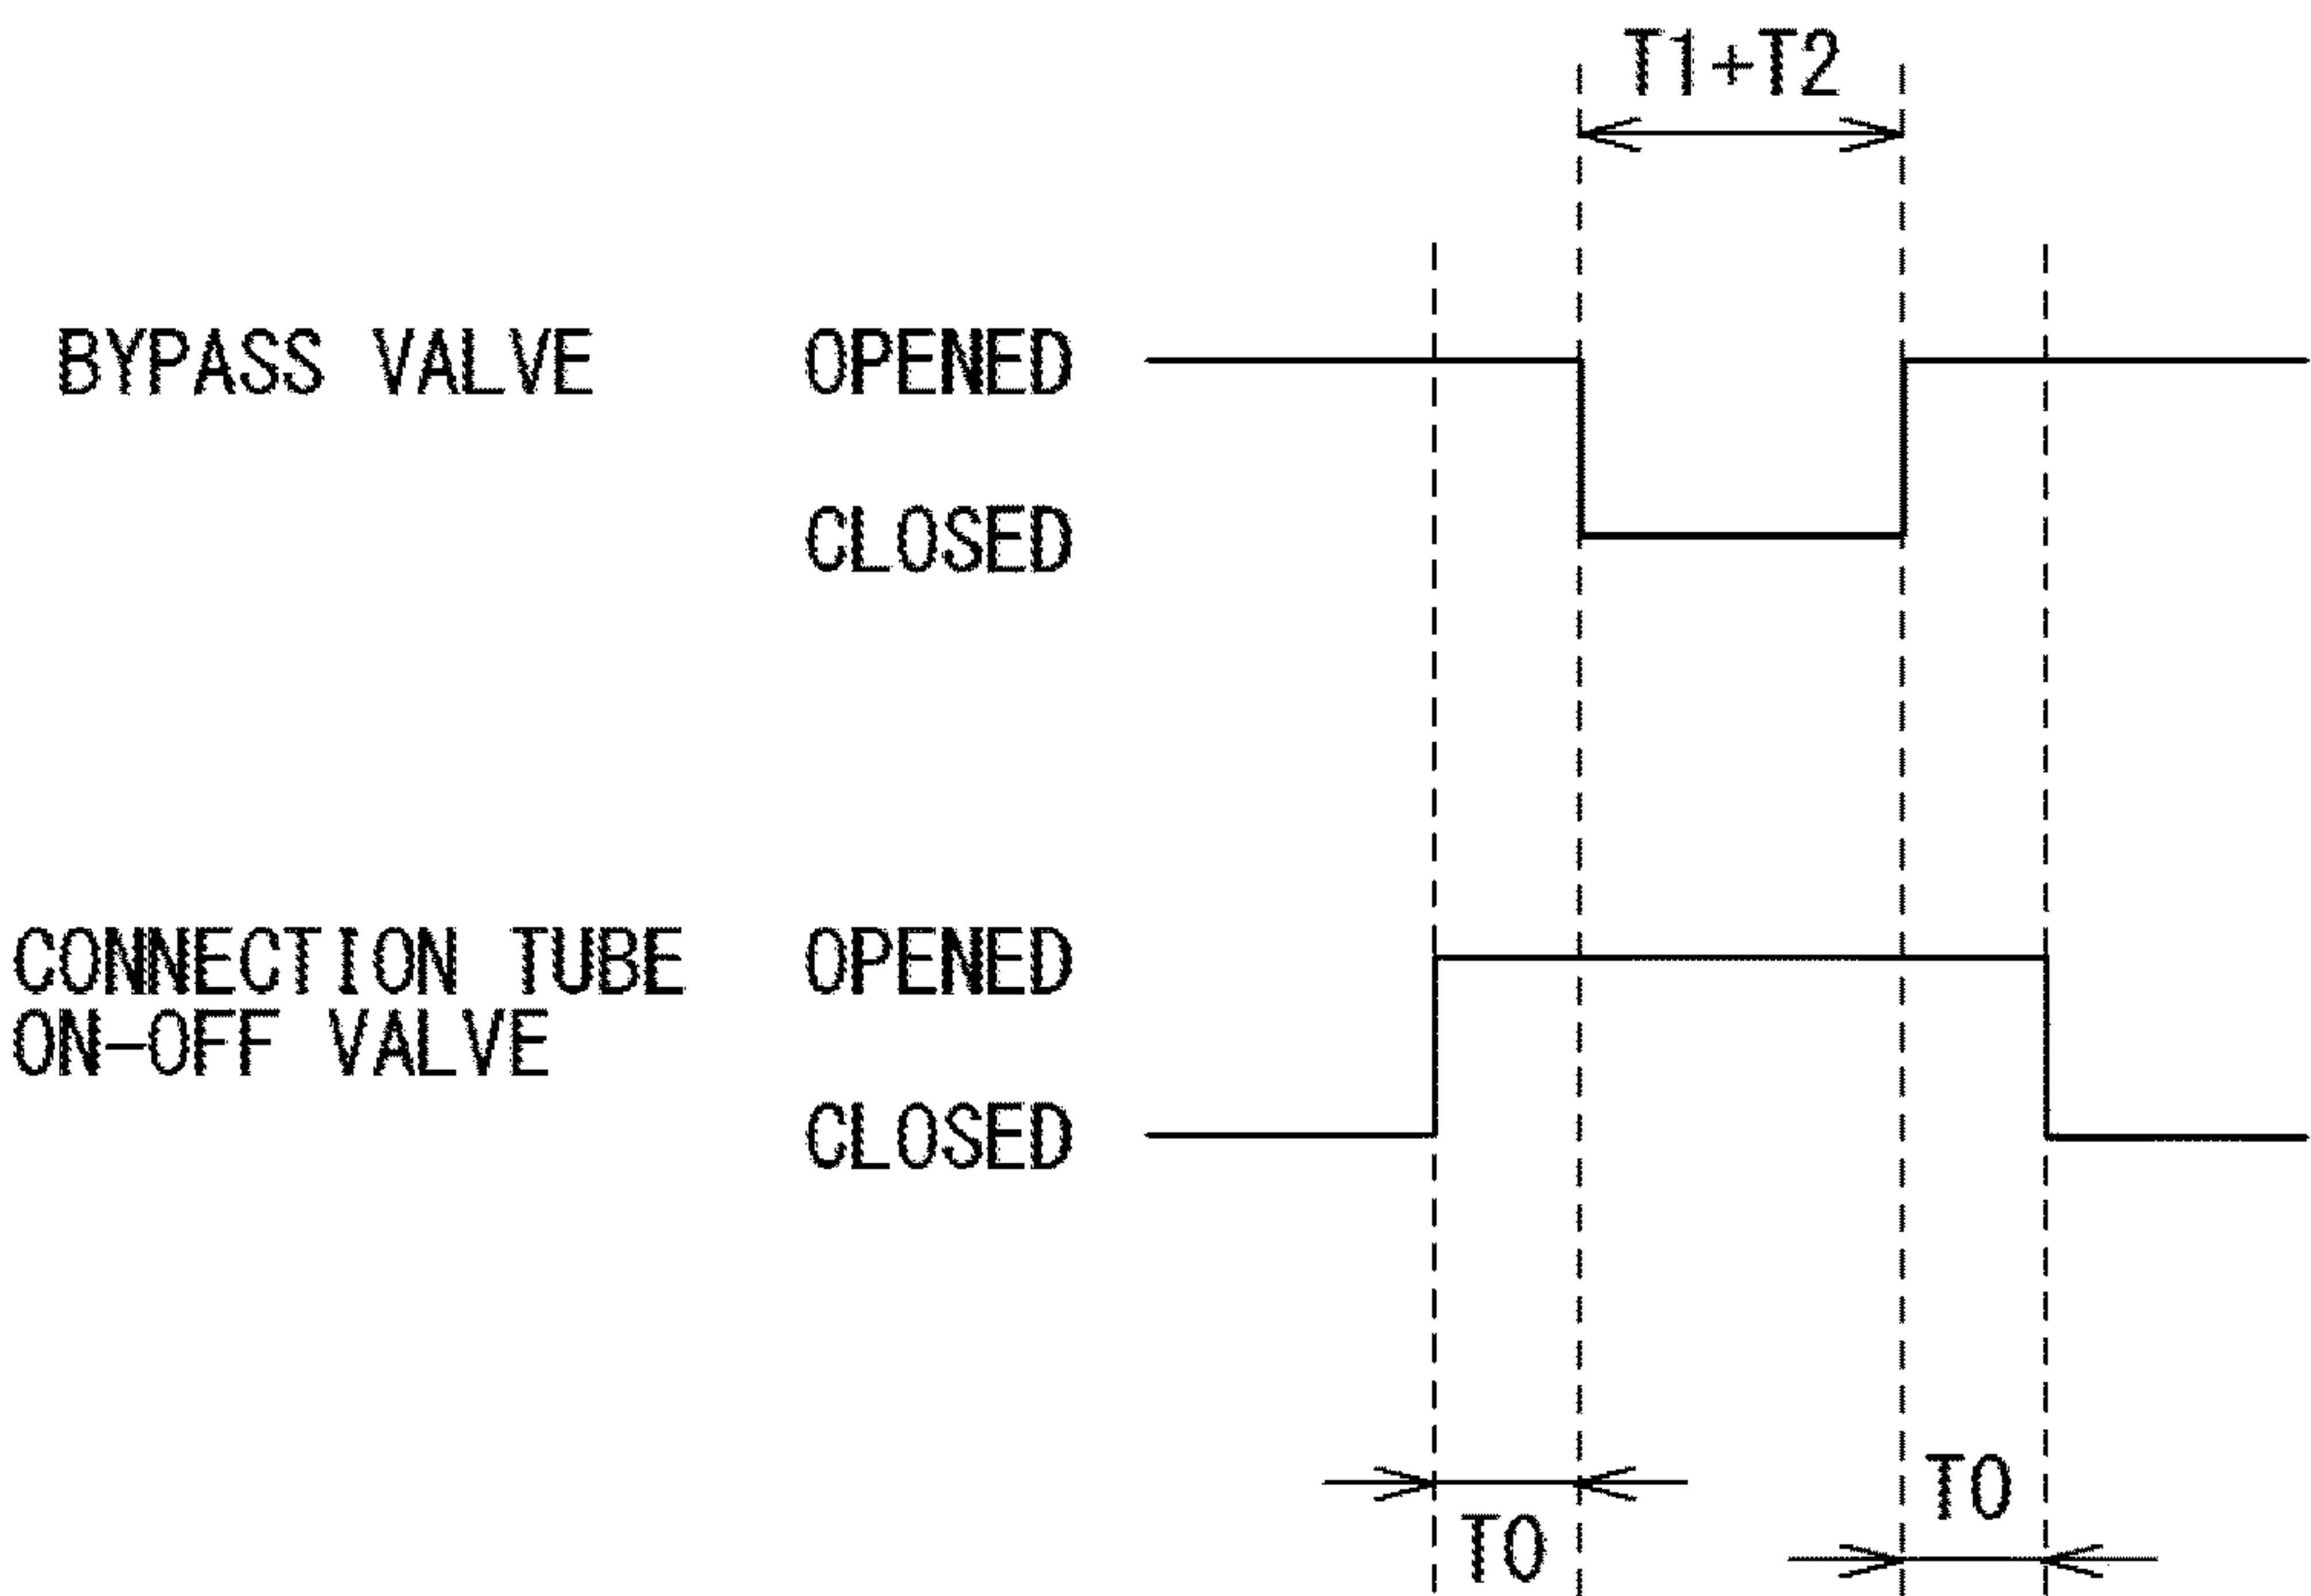 T1+T2
BYPASS VALVE OPENED
CLOSED
CONNECTION TUBE OPENED
ON-OFF VALVE
CLOSED
T0
T0